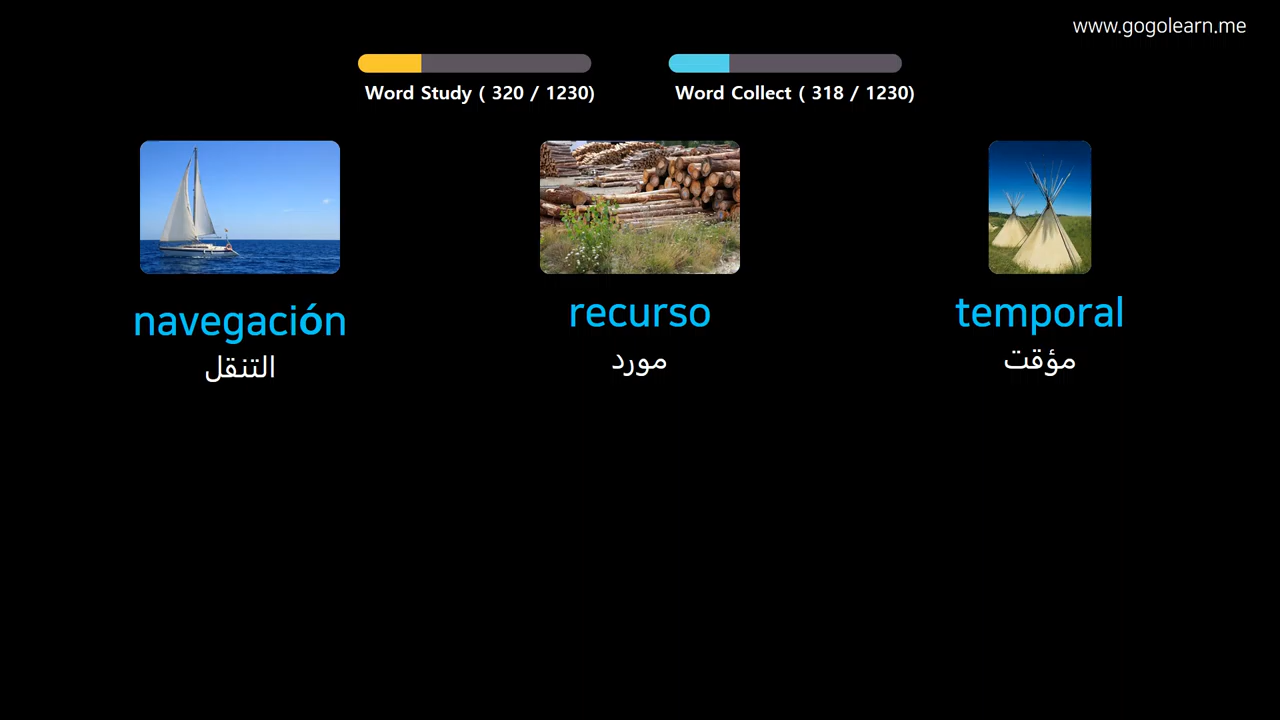 www.gogolearn.me
Word Study ( 320 / 1230)
Word Collect ( 318 / 1230)
navegación
التنقل
recurso
مورد
temporal
مؤقت